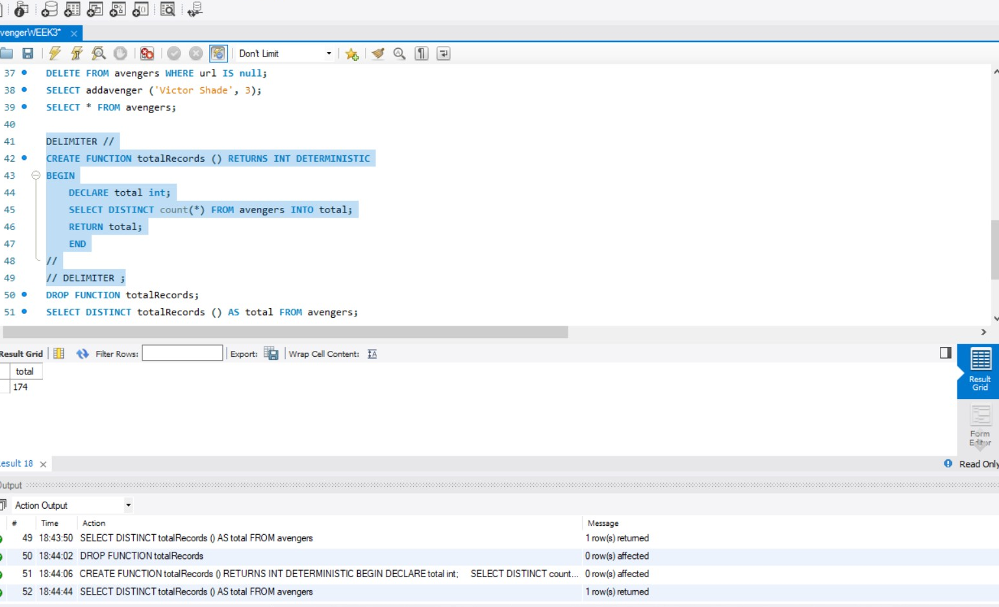 vengerWEEK3*
Don't Limit
37 DELETE FROM avengers WHERE url IS null;
38 SELECT addavenger ('Victor Shade', 3);
39 SELECT * FROM avengers;
40
41 DELIMITER //
42 CREATE FUNCTION totalRecords () RETURNS INT DETERMINISTIC
43 BEGIN
44 DECLARE total int;
45 SELECT DISTINCT count(*) FROM avengers INTO total;
46 RETURN total;
47 END
48 //
49 // DELIMITER ;
50 DROP FUNCTION totalRecords;
51 SELECT DISTINCT totalRecords () AS total FROM avengers;
Result Grid Filter Rows: Export: Wrap Cell Content:
total
174
Result
Grid
Form
Editor
esult 18 Read Only
Output
Action Output
# Time Action Message
49 18:43:50 SELECT DISTINCT totalRecords () AS total FROM avengers 1 row(s) returned
50 18:44:02 DROP FUNCTION totalRecords 0 row(s) affected
51 18:44:06 CREATE FUNCTION totalRecords () RETURNS INT DETERMINISTIC BEGIN DECLARE total int; SELECT DISTINCT count... 0 row(s) affected
52 18:44:44 SELECT DISTINCT totalRecords () AS total FROM avengers 1 row(s) returned